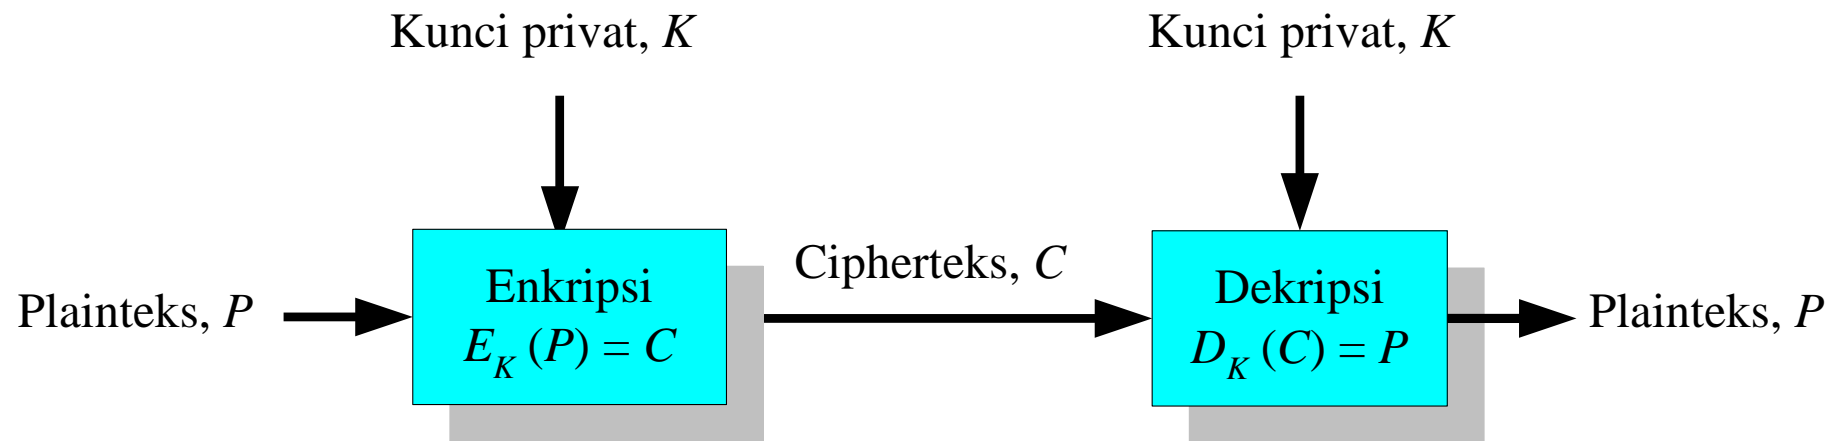 Kunci privat, K
Kunci privat, K
Plainteks, P
Enkripsi
E_K (P) = C
Cipherteks, C
Dekripsi
D_K (C) = P
Plainteks, P